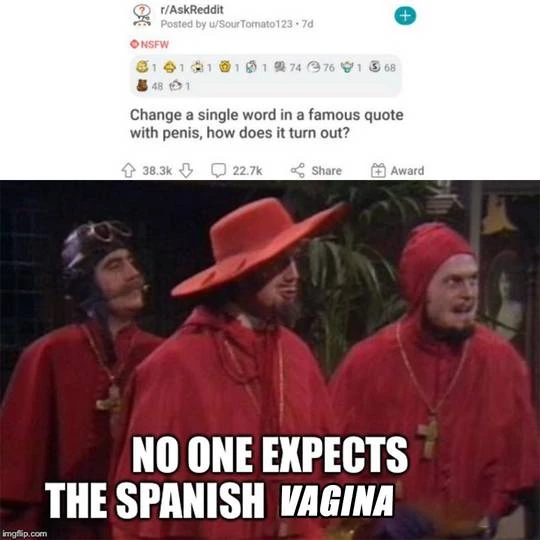 r/AskReddit
Posted by u/SourTomato123 • 7d
NSFW
1 1 1 1 1 74 76 1 68
48 1
Change a single word in a famous quote
with penis, how does it turn out?
38.3k 22.7k Share Award
NO ONE EXPECTS
THE SPANISH VAGINA
imgflip.com